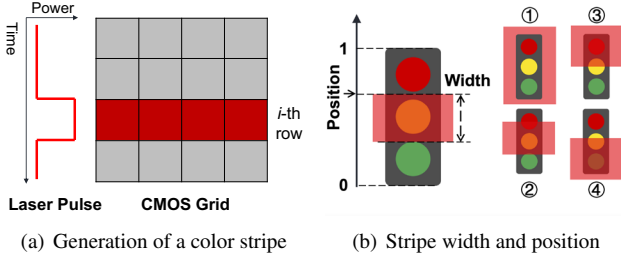 Power
Time
i-th
row
Laser Pulse
CMOS Grid
(a) Generation of a color stripe
Position
1
0
Width
①
③
②
④
(b) Stripe width and position